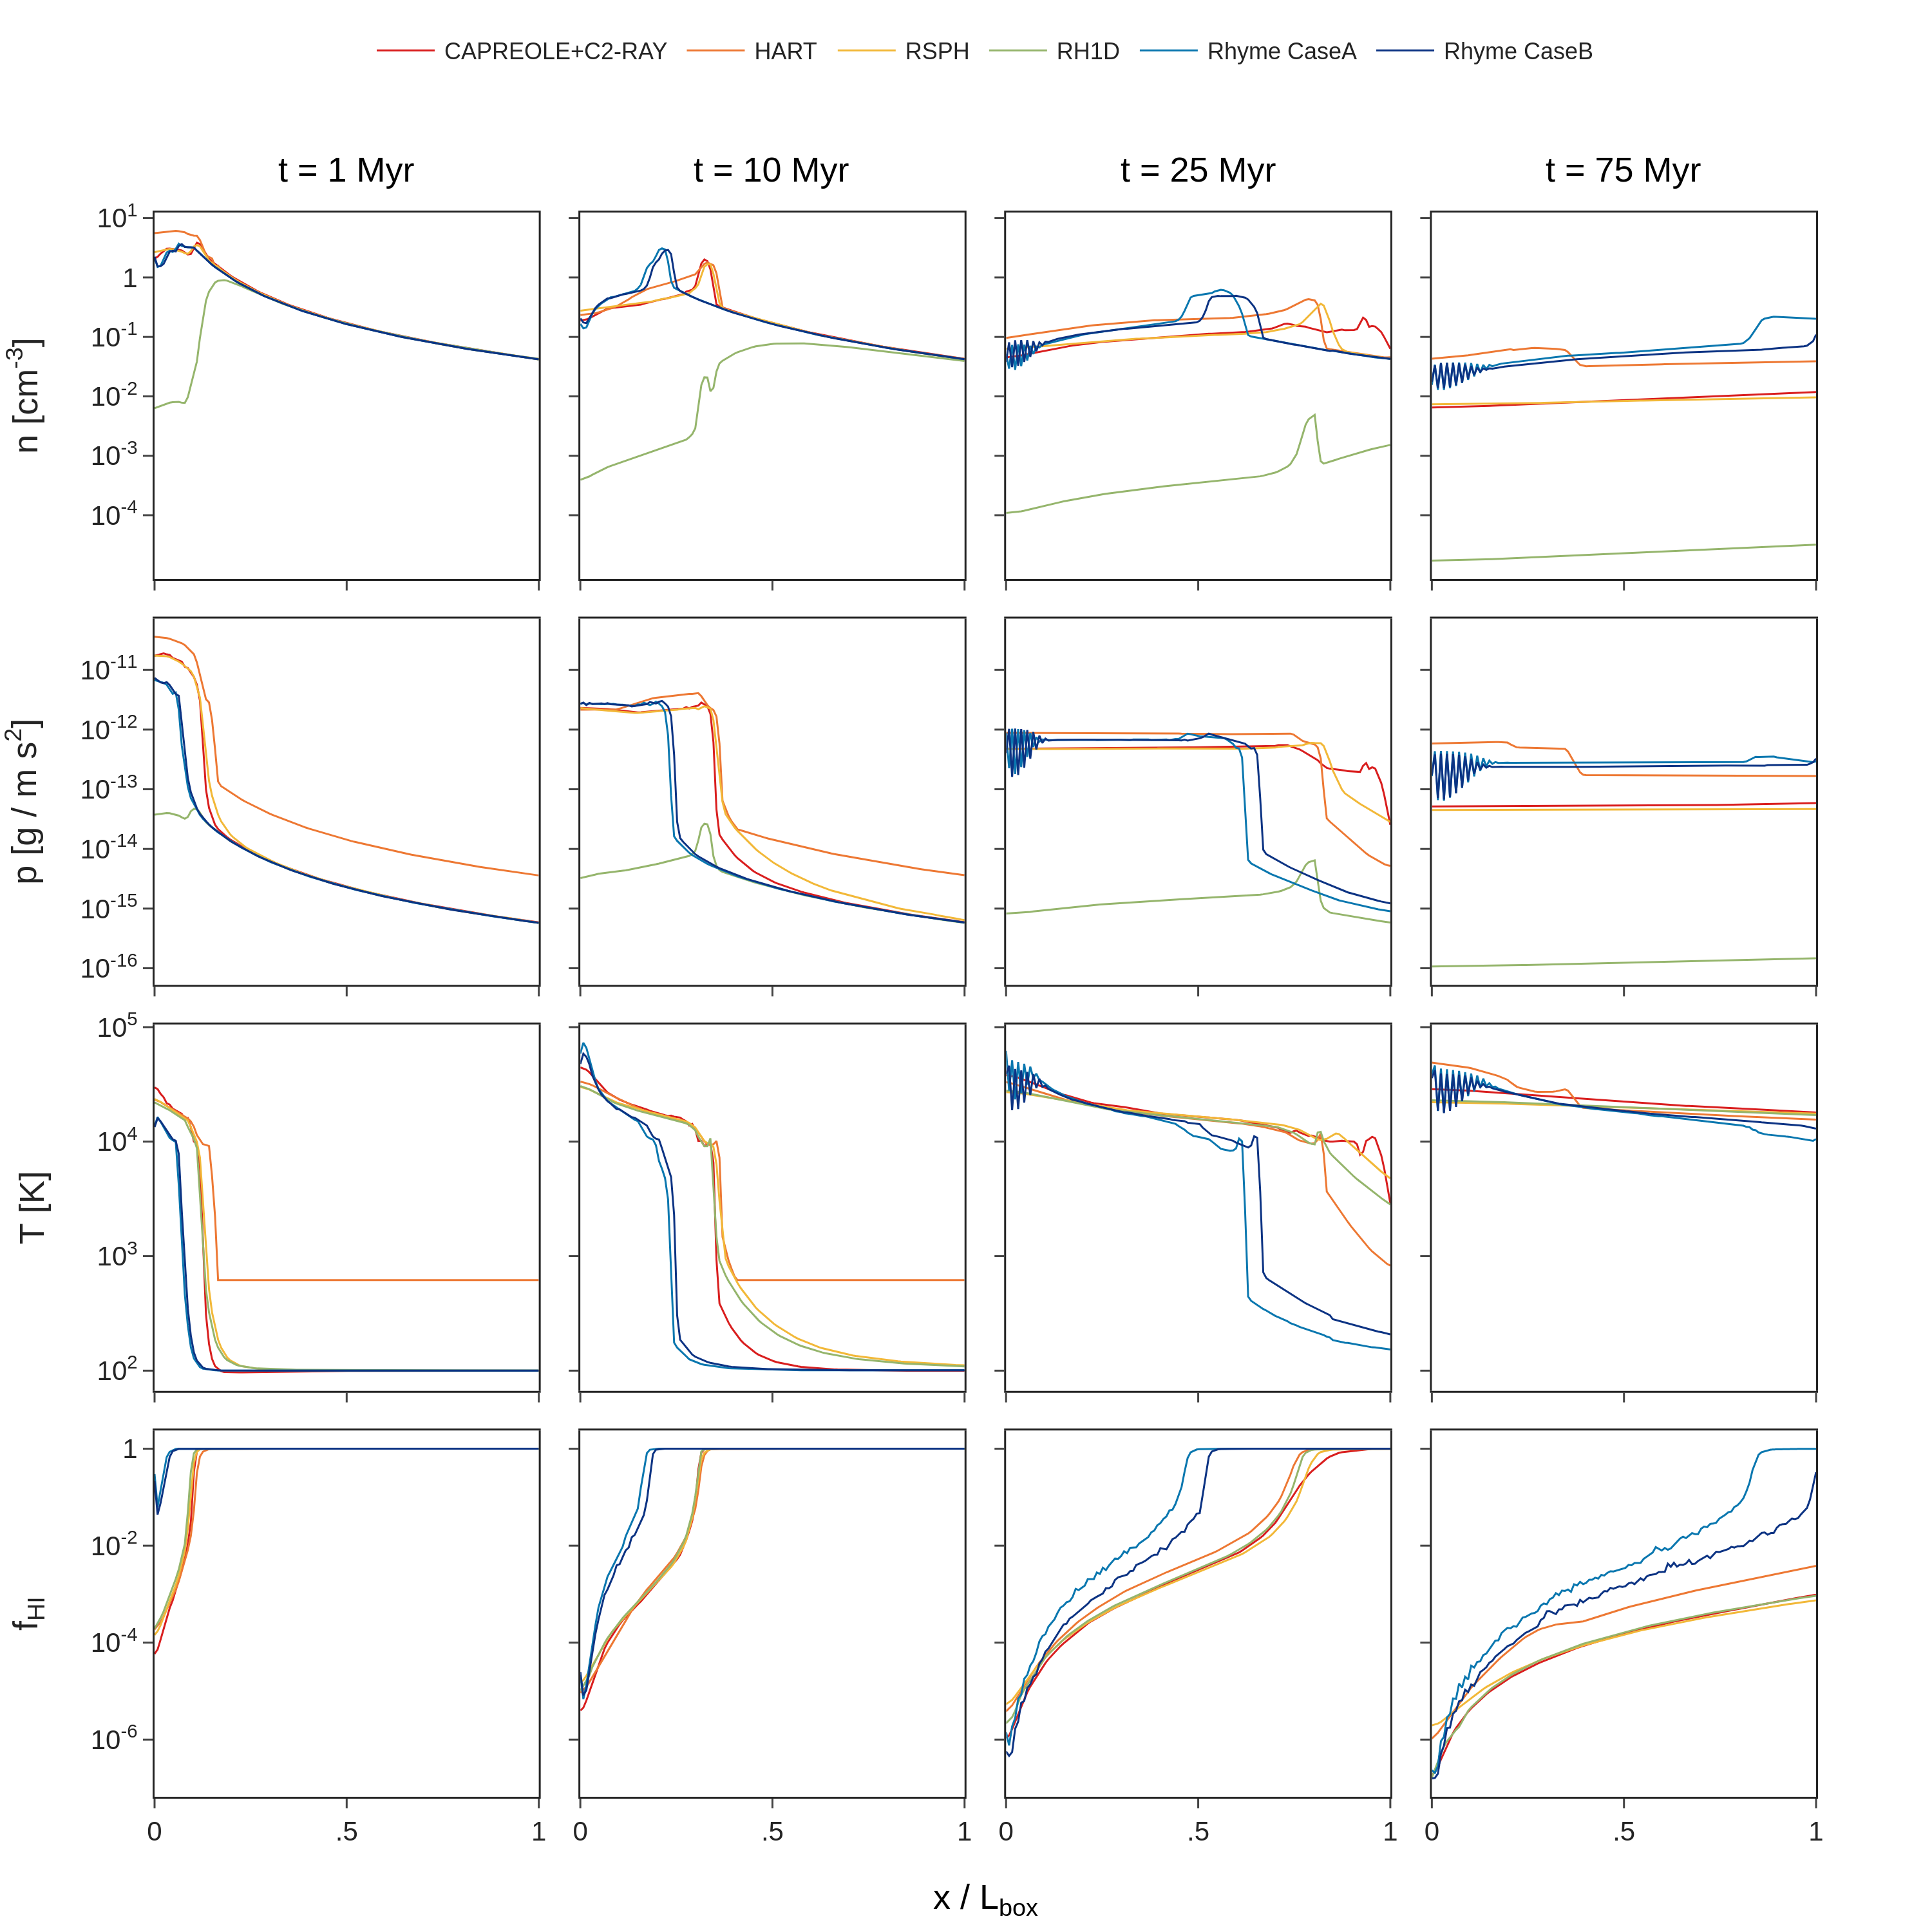 CAPREOLE+C2-RAY HART RSPH RH1D Rhyme CaseA Rhyme CaseB
t = 1 Myr t = 10 Myr t = 25 Myr t = 75 Myr
n [cm⁻³]
10¹
1
10⁻¹
10⁻²
10⁻³
10⁻⁴
p [g / m s²]
10⁻¹¹
10⁻¹²
10⁻¹³
10⁻¹⁴
10⁻¹⁵
10⁻¹⁶
T [K]
10⁵
10⁴
10³
10²
f_HI
1
10⁻²
10⁻⁴
10⁻⁶
0 .5 1 0 .5 1 0 .5 1 0 .5 1
x / L_box